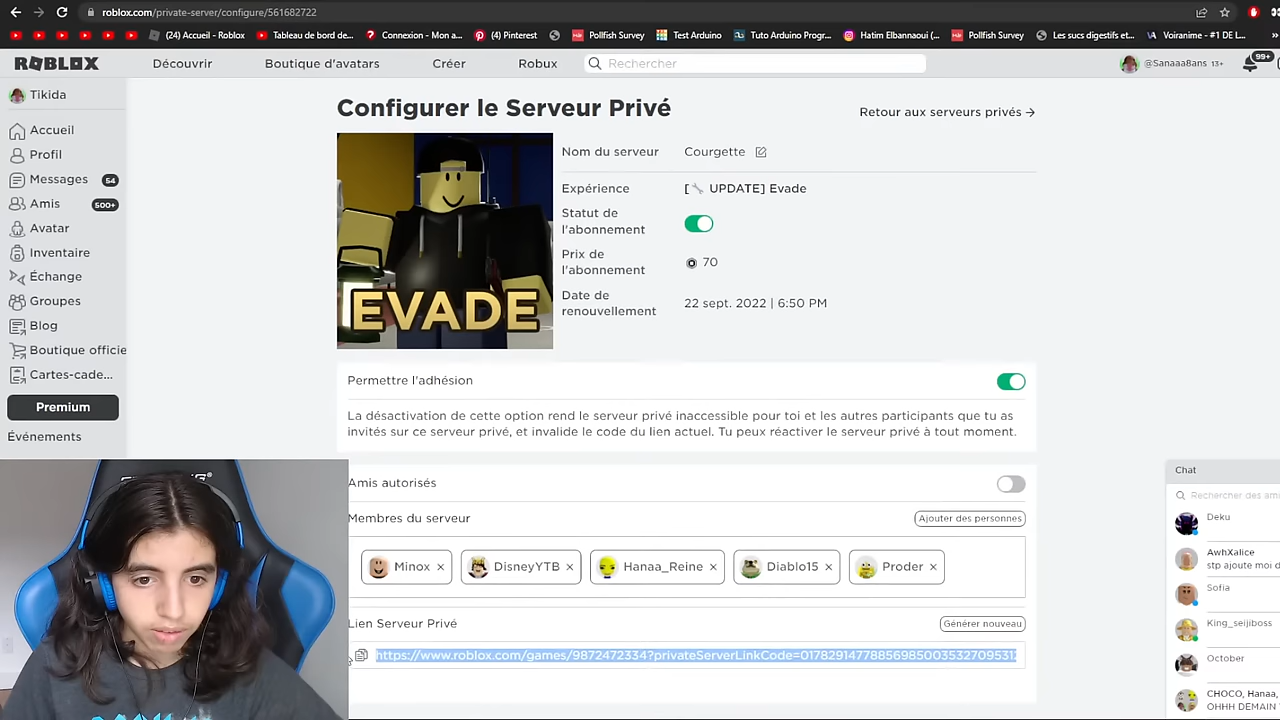 roblox.com/private-server/configure/561682722
(24) Accueil - Roblox
Tableau de bord de...
Connexion - Mon a...
(4) Pinterest
Pollfish Survey
Test Arduino
Tuto Arduino Progr...
Hatim Elbannaoui (...
Pollfish Survey
Les sucs digestifs et...
Voiranime - #1 DE L...
ROBLOX
Découvrir
Boutique d'avatars
Créer
Robux
Rechercher
@Sanaaa8ans 13+
99+
Tikida
Accueil
Profil
Messages 54
Amis 500+
Avatar
Inventaire
Échange
Groupes
Blog
Boutique officie
Cartes-cade...
Premium
Événements
Configurer le Serveur Privé
Retour aux serveurs privés →
EVADE
Nom du serveur Courgette
Expérience [🔧 UPDATE] Evade
Statut de
l'abonnement
Prix de
l'abonnement
70
Date de
renouvellement
22 sept. 2022 | 6:50 PM
Permettre l'adhésion
La désactivation de cette option rend le serveur privé inaccessible pour toi et les autres participants que tu as
invités sur ce serveur privé, et invalide le code du lien actuel. Tu peux réactiver le serveur privé à tout moment.
Amis autorisés
Membres du serveur
Ajouter des personnes
Minox ×
DisneyYTB ×
Hanaa_Reine ×
Diablo15 ×
Proder ×
Lien Serveur Privé
Générer nouveau
https://www.roblox.com/games/9872472334?privateServerLinkCode=01782914778856985003532709531
Chat
Rechercher des ami
Deku
AwhXalice
stp ajoute moi d
Sofia
King_seijiboss
October
CHOCO, Hanaa,
OHHH DEMAIN